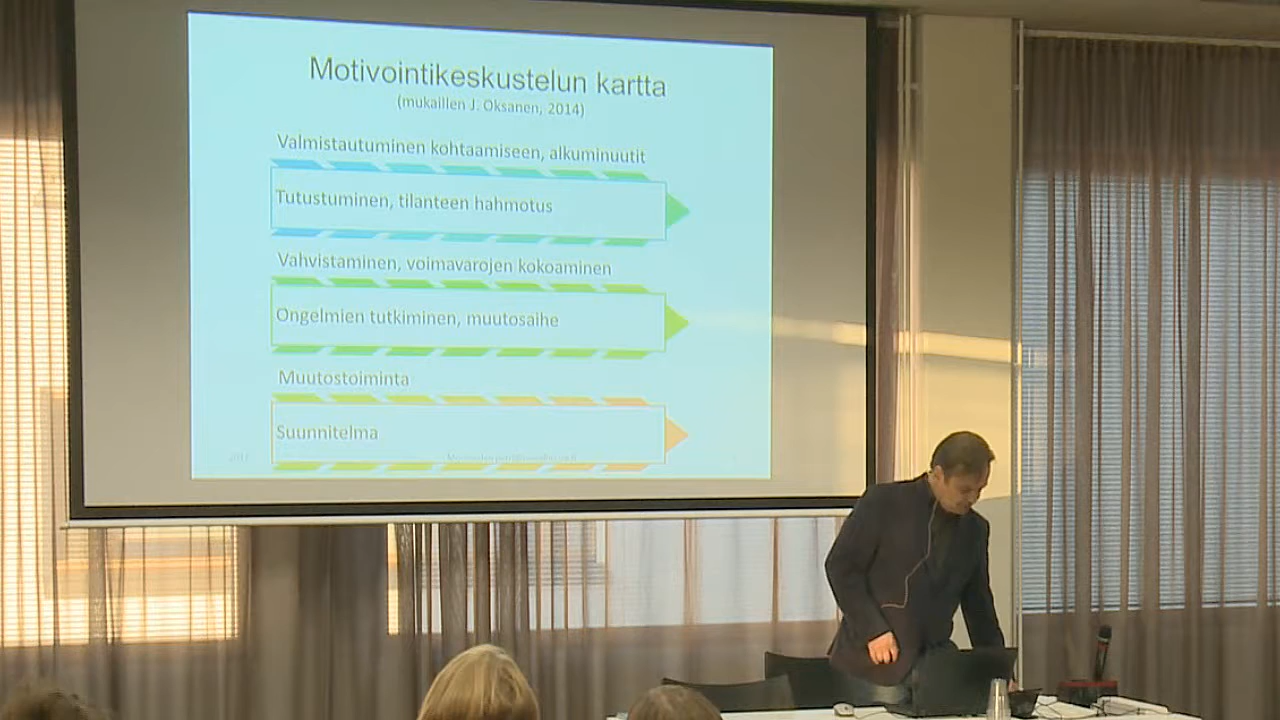 Motivointikeskustelun kartta
(mukaillen J. Oksanen, 2014)
Valmistautuminen kohtaamiseen, alkuminuutit
Tutustuminen, tilanteen hahmotus
Vahvistaminen, voimavarojen kokoaminen
Ongelmien tutkiminen, muutosaihe
Muutostoiminta
Suunnitelma